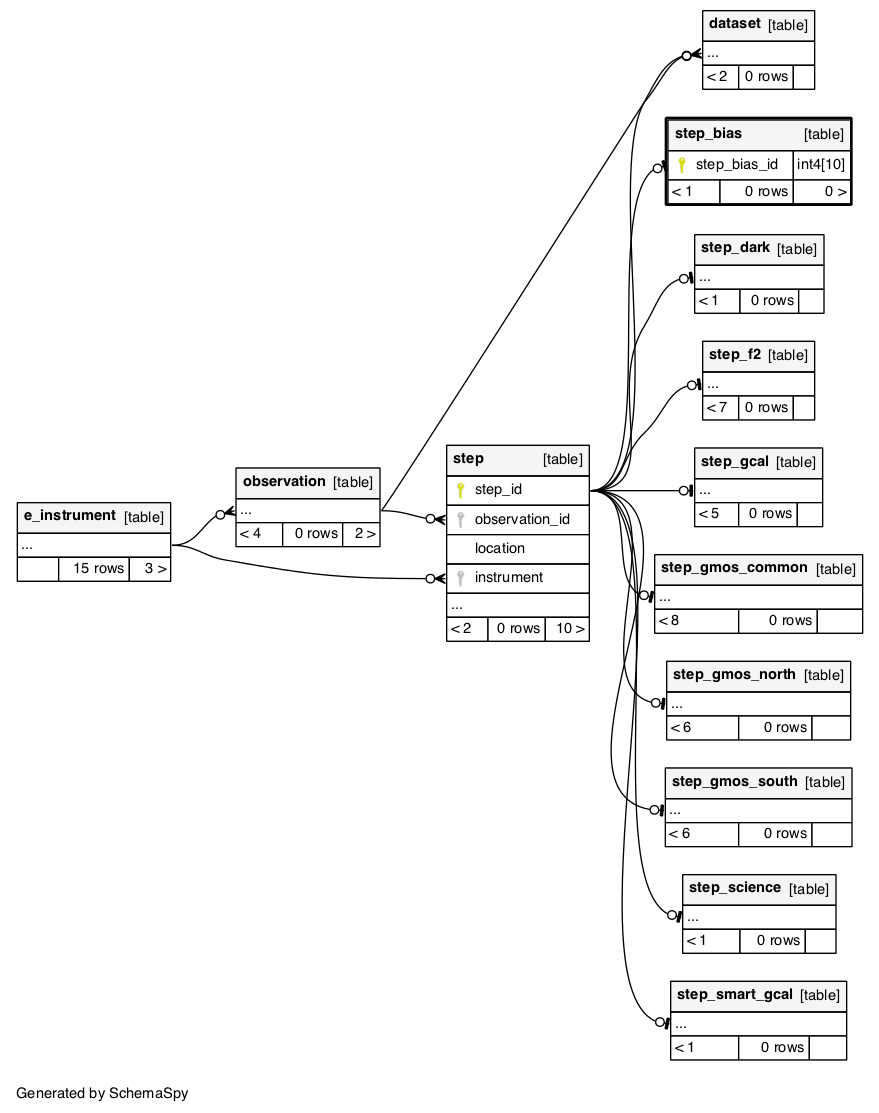 dataset [table]
...
< 2 0 rows
step_bias [table]
step_bias_id int4[10]
< 1 0 rows 0 >
step_dark [table]
...
< 1 0 rows
step_f2 [table]
...
< 7 0 rows
step_gcal [table]
...
< 5 0 rows
step [table]
step_id
observation_id
location
instrument
...
< 2 0 rows 10 >
observation [table]
...
< 4 0 rows 2 >
e_instrument [table]
...
15 rows 3 >
step_gmos_common [table]
...
< 8 0 rows
step_gmos_north [table]
...
< 6 0 rows
step_gmos_south [table]
...
< 6 0 rows
step_science [table]
...
< 1 0 rows
step_smart_gcal [table]
...
< 1 0 rows
Generated by SchemaSpy